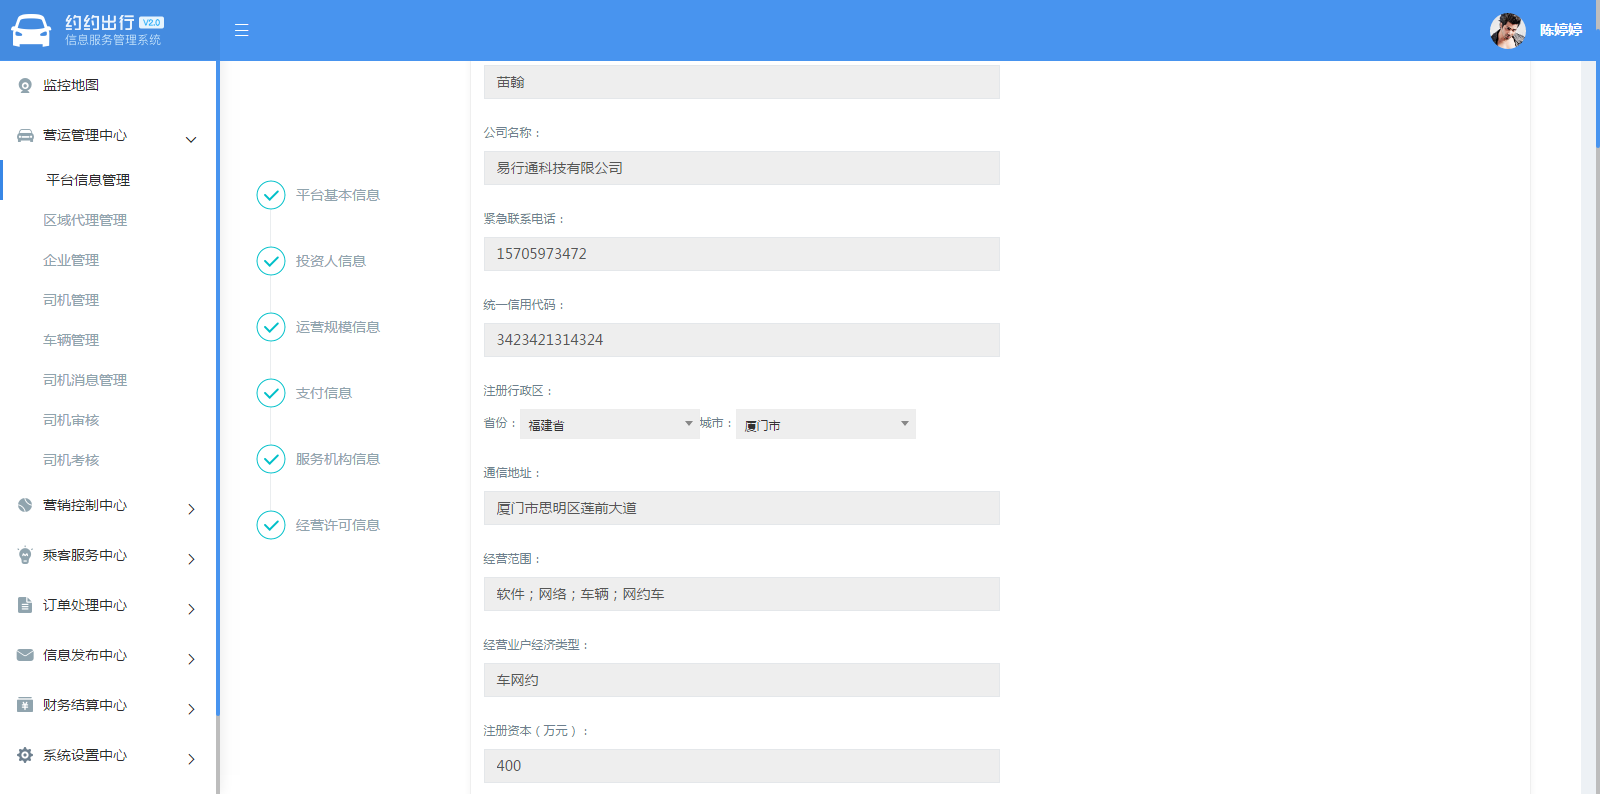 约约出行 V2.0
信息服务管理系统
陈婷婷
监控地图
营运管理中心
平台信息管理
区域代理管理
企业管理
司机管理
车辆管理
司机消息管理
司机审核
司机考核
营销控制中心
乘客服务中心
订单处理中心
信息发布中心
财务结算中心
系统设置中心
平台基本信息
投资人信息
运营规模信息
支付信息
服务机构信息
经营许可信息
苗翰
公司名称：
易行通科技有限公司
紧急联系电话：
15705973472
统一信用代码：
3423421314324
注册行政区：
省份： 福建省 城市： 厦门市
通信地址：
厦门市思明区莲前大道
经营范围：
软件；网络；车辆；网约车
经营业户经济类型：
车网约
注册资本（万元）：
400